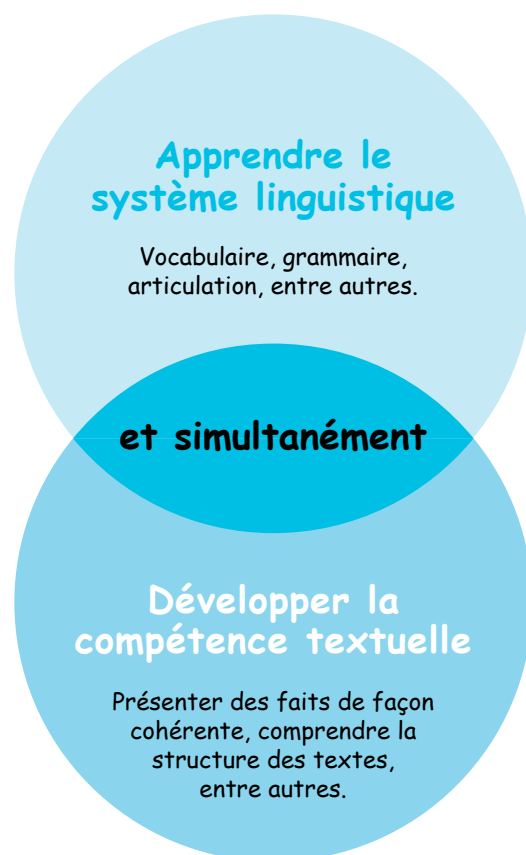 Apprendre le
système linguistique
Vocabulaire, grammaire,
articulation, entre autres.
et simultanément
Développer la
compétence textuelle
Présenter des faits de façon
cohérente, comprendre la
structure des textes,
entre autres.